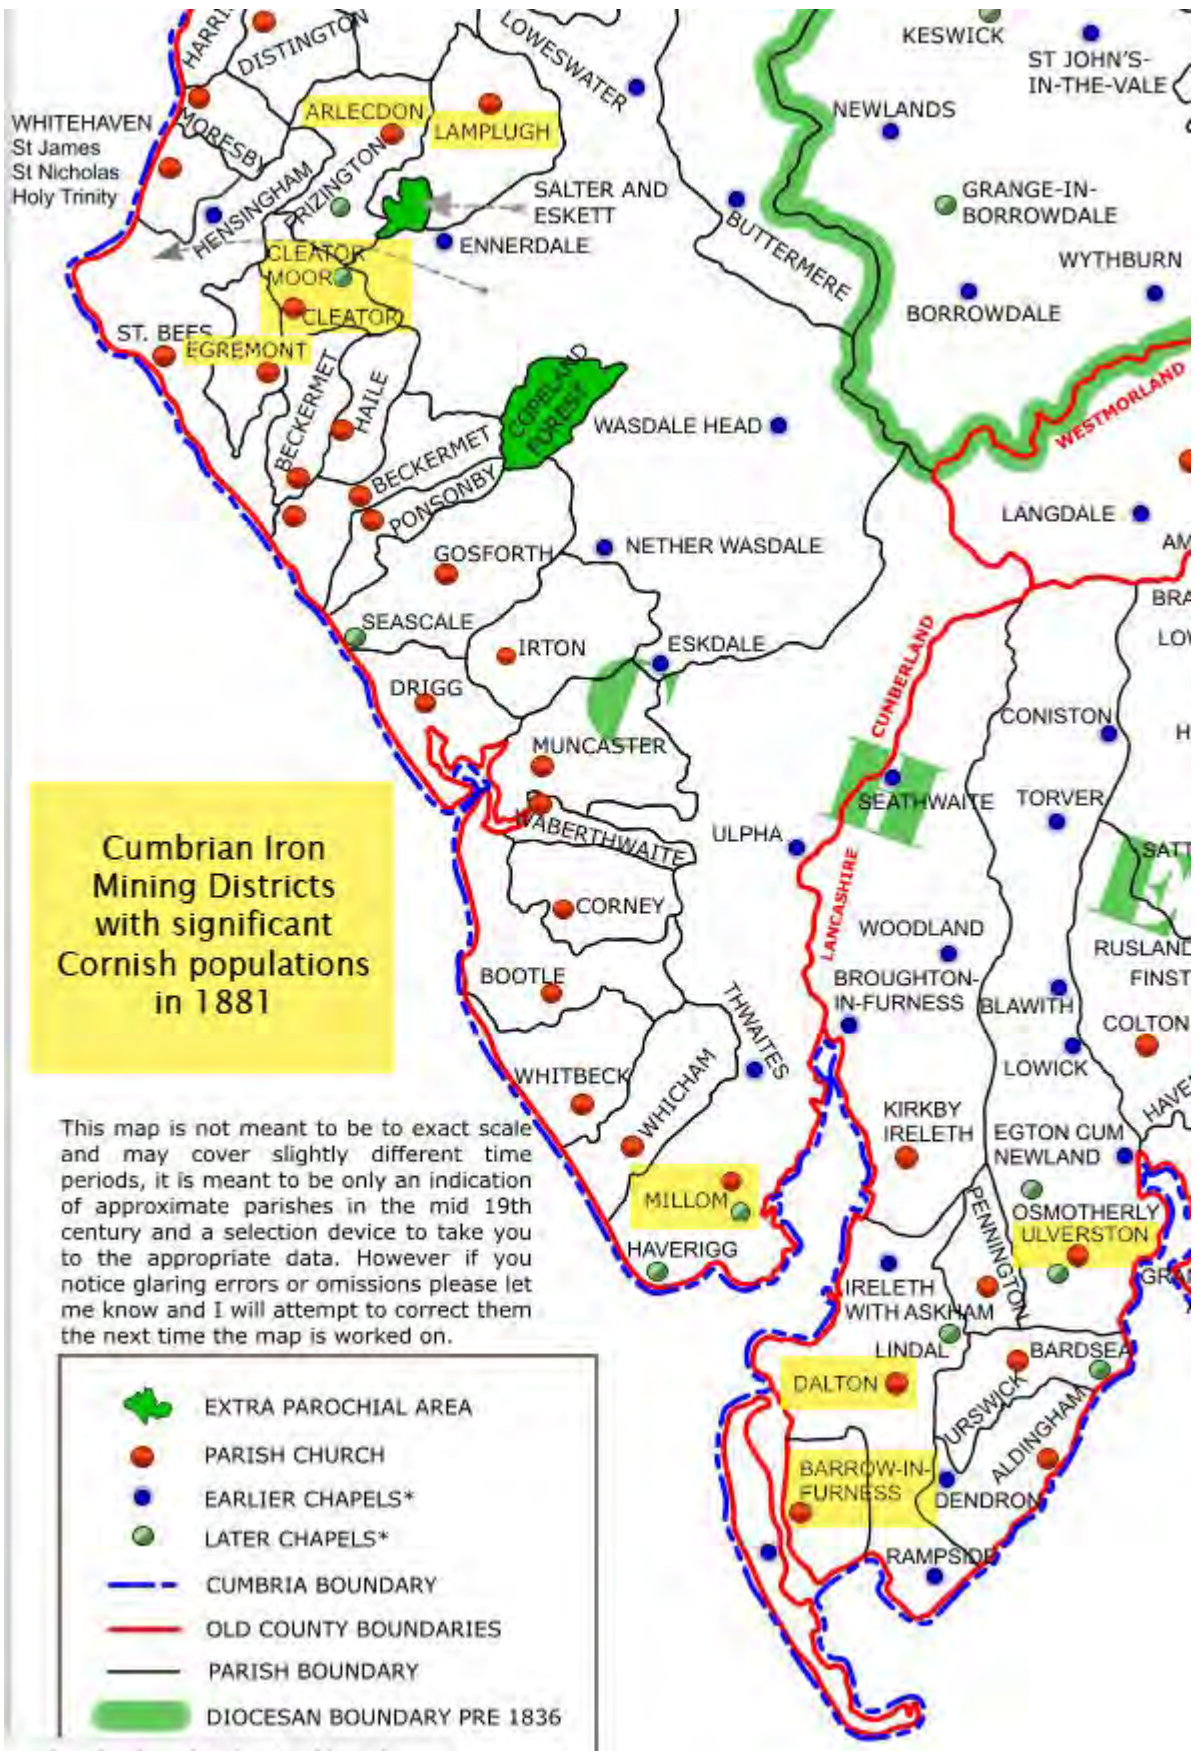 KESWICK
ST JOHN'S-
IN-THE-VALE
DISTINGTON
LOWESWATER
NEWLANDS
WHITEHAVEN
St James
St Nicholas
Holy Trinity
MORESBY
ARLECDON
LAMPLUGH
HENSINGHAM
SALTER AND
ESKETT
GRANGE-IN-
BORROWDALE
ENNERDALE
BUTTERMERE
WYTHBURN
CLEATOR
MOOR
CLEATOR
BORROWDALE
ST. BEES
EGREMONT
BECKERMET
HAILE
COPELAND
FOREST
WASDALE HEAD
WESTMORLAND
BECKERMET
PONSONBY
LANGDALE
GOSFORTH
NETHER WASDALE
AM
BRA
SEASCALE
IRTON
ESKDALE
CUMBERLAND
LOW
DRIGG
CONISTON
H
MUNCASTER
SEATHWAITE
TORVER
WABERTHWAITE
ULPHA
SATT
Cumbrian Iron
Mining Districts
with significant
Cornish populations
in 1881
LANCASHIRE
CORNEY
WOODLAND
RUSLAND
BOOTLE
BROUGHTON-
IN-FURNESS
FINST
BLAWITH
COLTON
THWAITES
LOWICK
WHITBECK
WHICHAM
HAVE
KIRKBY
IRELETH
EGTON CUM
NEWLAND
This map is not meant to be to exact scale
and may cover slightly different time
periods, it is meant to be only an indication
of approximate parishes in the mid 19th
century and a selection device to take you
to the appropriate data. However if you
notice glaring errors or omissions please let
me know and I will attempt to correct them
the next time the map is worked on.
MILLOM
PENNINGTON
OSMOTHERLY
ULVERSTON
HAVERIGG
IRELETH
WITH ASKHAM
GRA
LINDAL
BARDSEA
DALTON
URSWICK
ALDINGHAM
BARROW-IN-
FURNESS
DENDRON
RAMPSIDE
EXTRA PAROCHIAL AREA
PARISH CHURCH
EARLIER CHAPELS*
LATER CHAPELS*
CUMBRIA BOUNDARY
OLD COUNTY BOUNDARIES
PARISH BOUNDARY
DIOCESAN BOUNDARY PRE 1836